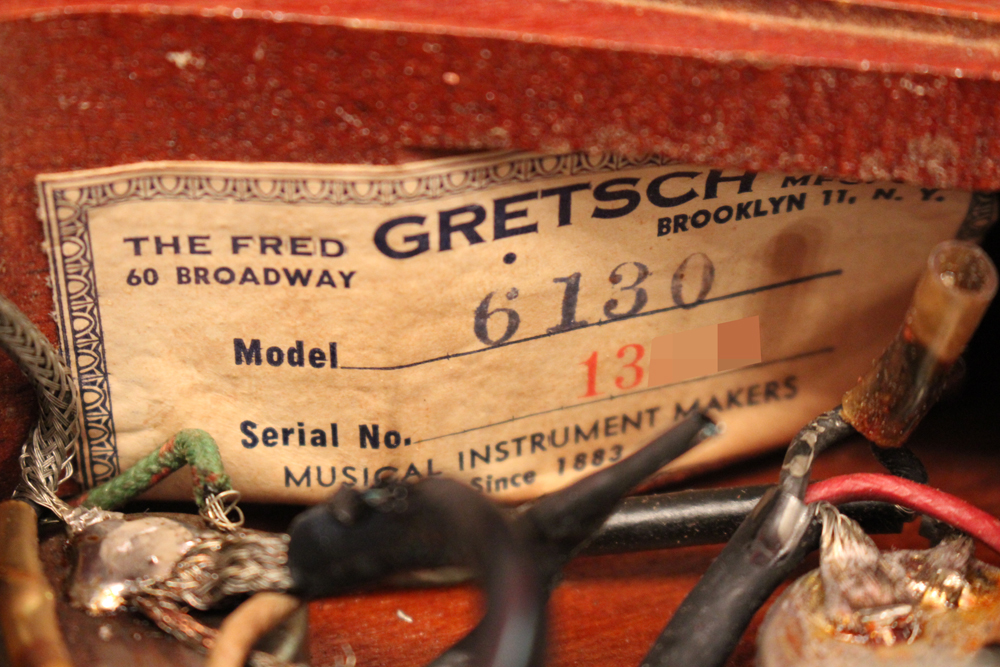 THE FRED GRETSCH
BROOKLYN 11, N. Y.
60 BROADWAY
Model 6130
Serial No. 13
MUSICAL INSTRUMENT MAKERS
Since 1883